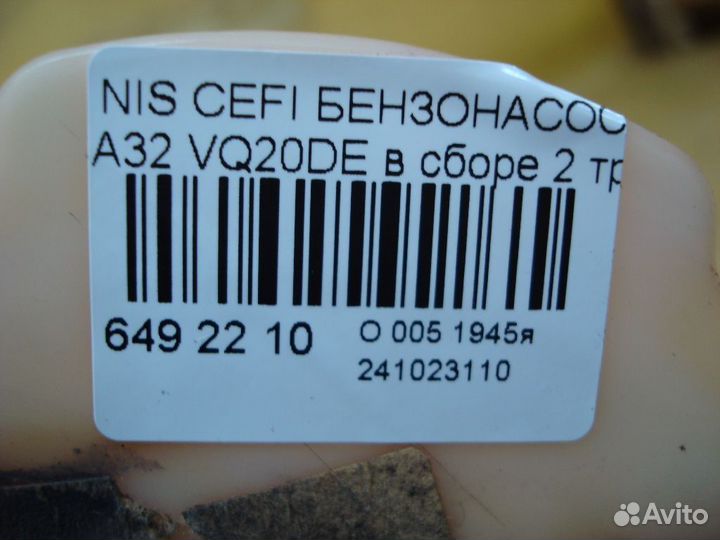 NIS CEFI БЕНЗОНАСОС
A32 VQ20DE в сборе 2 тр
649 22 10
О 005 1945я
241023110
Avito